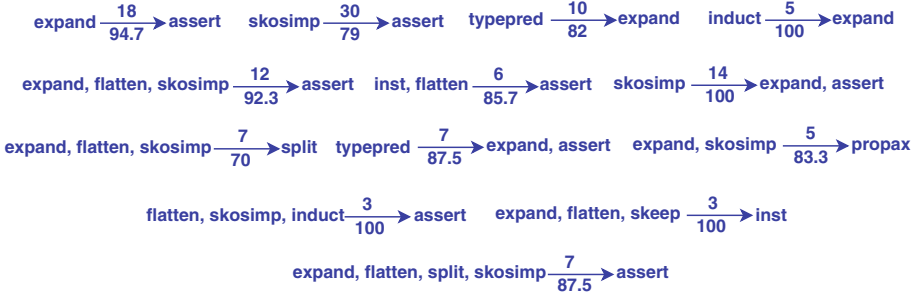 expand 18 94.7 assert skosimp 30 79 assert typepred 10 82 expand induct 5 100 expand
expand, flatten, skosimp 12 92.3 assert inst, flatten 6 85.7 assert skosimp 14 100 expand, assert
expand, flatten, skosimp 7 70 split typepred 7 87.5 expand, assert expand, skosimp 5 83.3 propax
flatten, skosimp, induct 3 100 assert expand, flatten, skeep 3 100 inst
expand, flatten, split, skosimp 7 87.5 assert